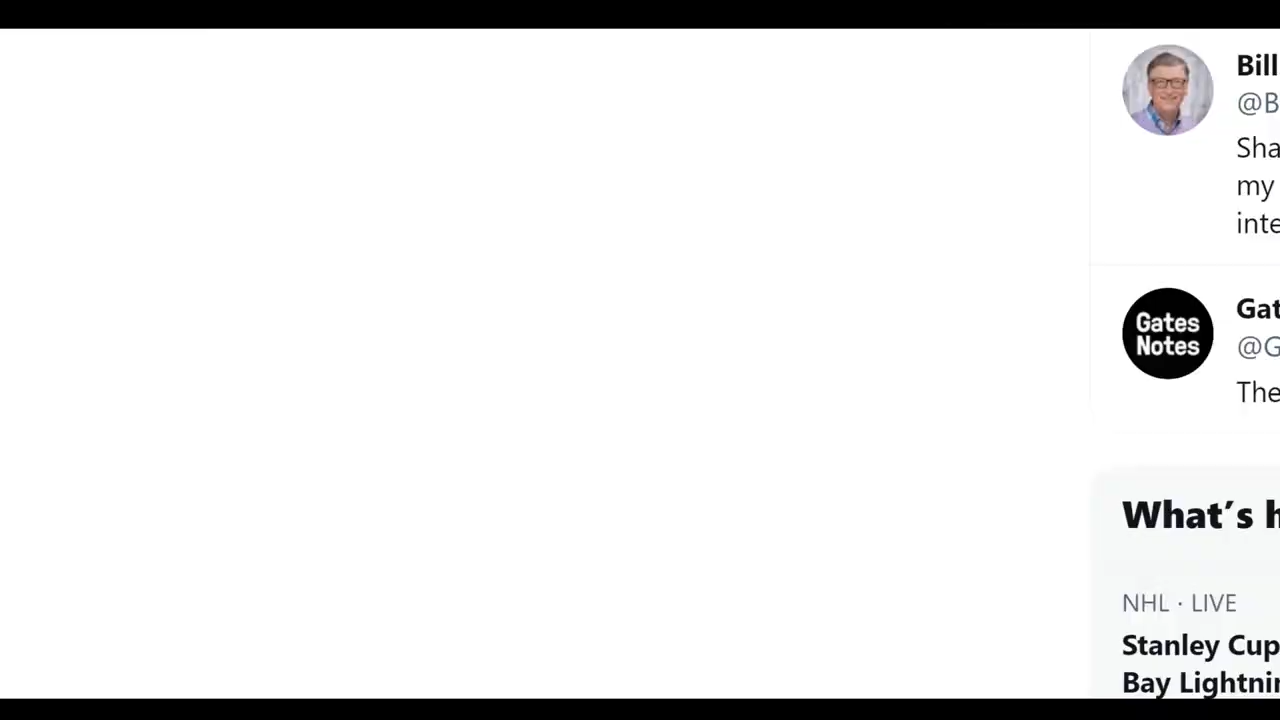 Bill
@B
Sha
my
inte
Gates
Notes
Gat
@G
The
What's h
NHL · LIVE
Stanley Cup
Bay Lightnin